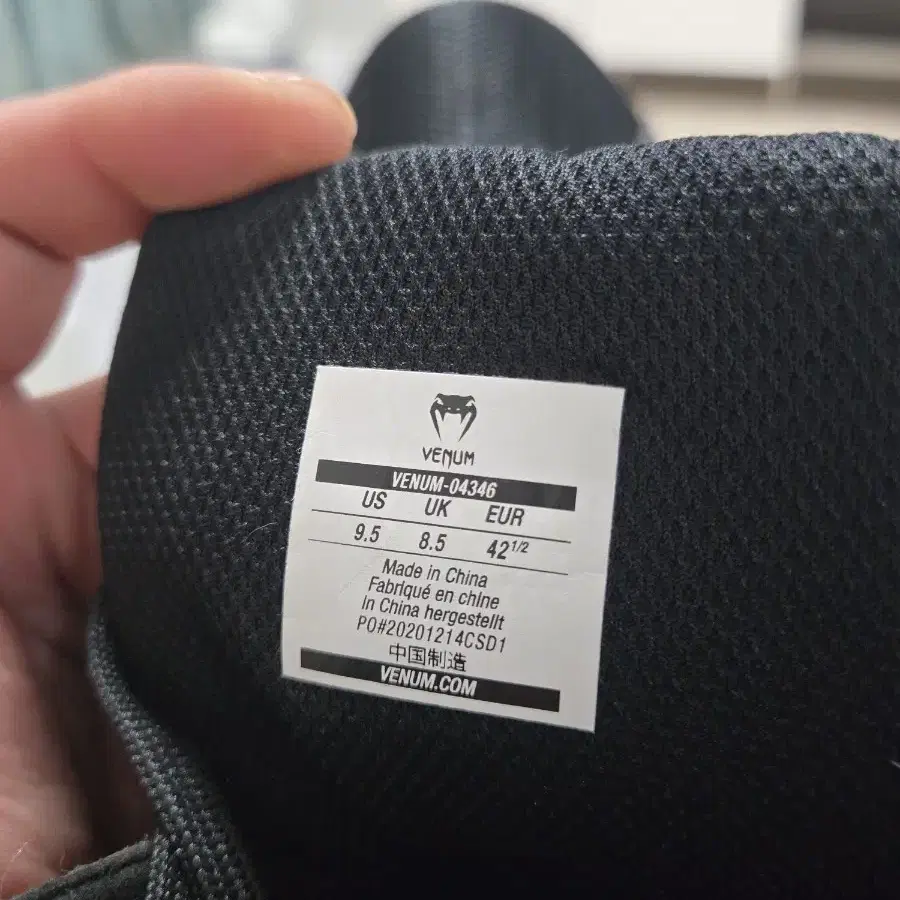 VENUM
VENUM-04346
US UK EUR
9.5 8.5 42 1/2
Made in China
Fabriqué en chine
In China hergestellt
PO#20201214CSD1
中国制造
VENUM.COM